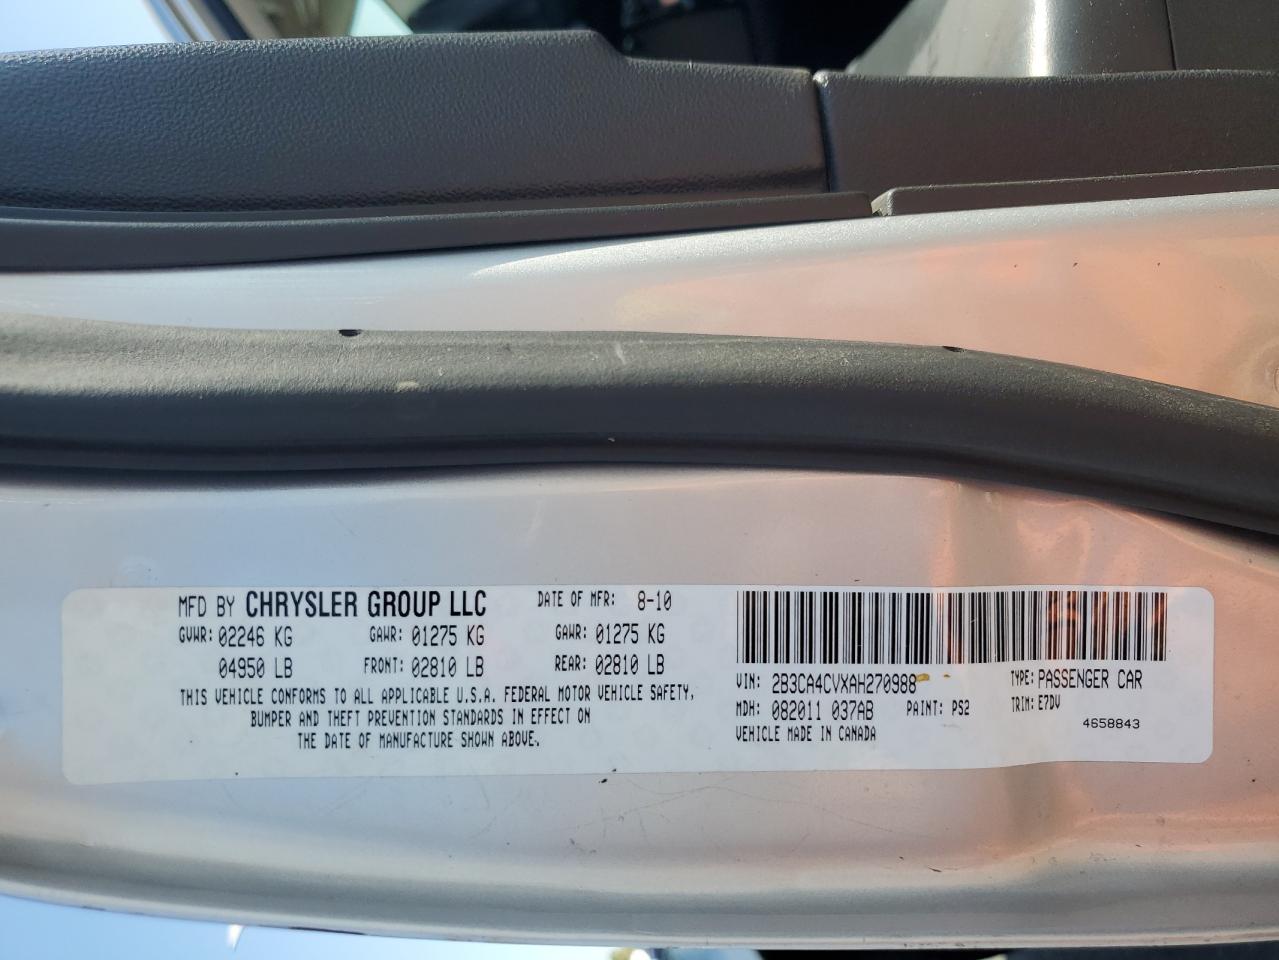 MFD BY CHRYSLER GROUP LLC DATE OF MFR: 8-10
GVWR: 02246 KG GAWR: 01275 KG GAWR: 01275 KG
04950 LB FRONT: 02810 LB REAR: 02810 LB
THIS VEHICLE CONFORMS TO ALL APPLICABLE U.S.A. FEDERAL MOTOR VEHICLE SAFETY,
BUMPER AND THEFT PREVENTION STANDARDS IN EFFECT ON
THE DATE OF MANUFACTURE SHOWN ABOVE.
VIN: 2B3CA4CVXAH270988 TYPE: PASSENGER CAR
MDH: 082011 037AB PAINT: PS2 TRIM: E7DV
VEHICLE MADE IN CANADA 4658843